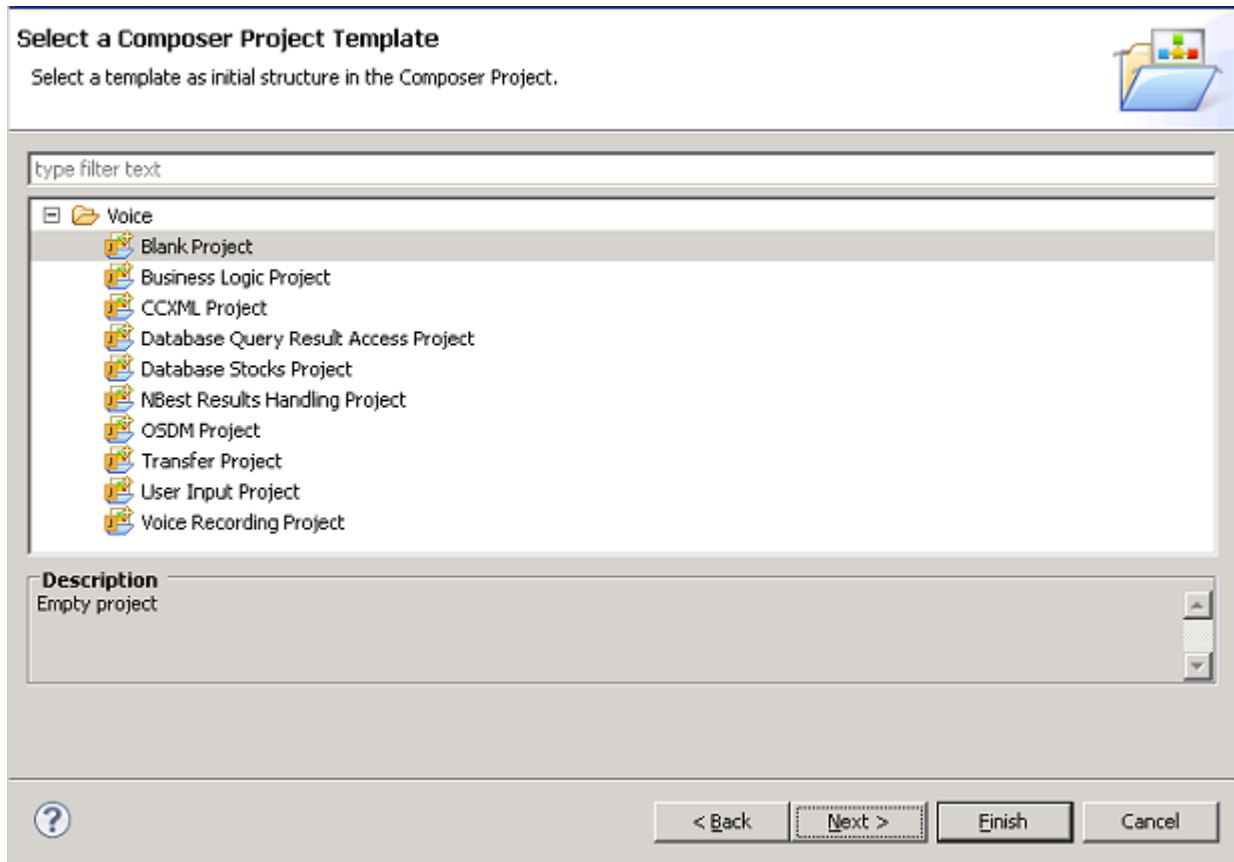 Select a Composer Project Template
Select a template as initial structure in the Composer Project.
type filter text
Voice
Blank Project
Business Logic Project
CCXML Project
Database Query Result Access Project
Database Stocks Project
NBest Results Handling Project
OSDM Project
Transfer Project
User Input Project
Voice Recording Project
Description
Empty project
? < Back Next > Finish Cancel